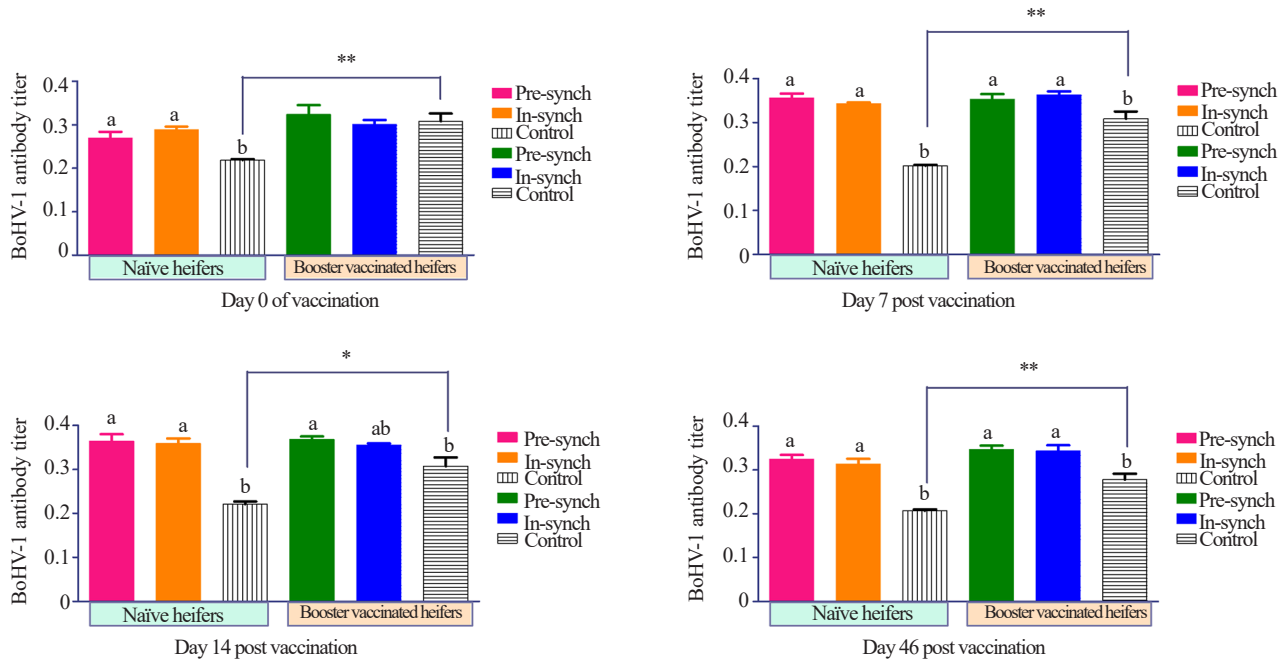 **
BoHV-1 antibody titer
0.4
0.3
0.2
0.1
0
a
a
b
Pre-synch
In-synch
Control
Pre-synch
In-synch
Control
Naïve heifers
Booster vaccinated heifers
Day 0 of vaccination
**
BoHV-1 antibody titer
0.4
0.3
0.2
0.1
0
a
a
b
a
a
b
Pre-synch
In-synch
Control
Pre-synch
In-synch
Control
Naïve heifers
Booster vaccinated heifers
Day 7 post vaccination
*
BoHV-1 antibody titer
0.4
0.3
0.2
0.1
0
a
a
b
a
ab
b
Pre-synch
In-synch
Control
Pre-synch
In-synch
Control
Naïve heifers
Booster vaccinated heifers
Day 14 post vaccination
**
BoHV-1 antibody titer
0.4
0.3
0.2
0.1
0
a
a
b
a
a
b
Pre-synch
In-synch
Control
Pre-synch
In-synch
Control
Naïve heifers
Booster vaccinated heifers
Day 46 post vaccination